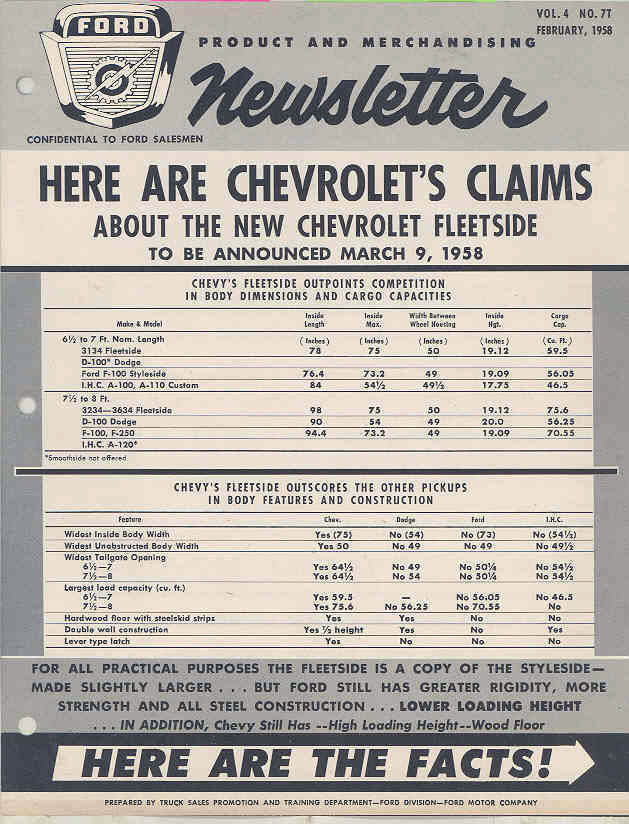 FORD
VOL. 4 NO. 7T
FEBRUARY, 1958
PRODUCT AND MERCHANDISING
Newsletter
CONFIDENTIAL TO FORD SALESMEN
HERE ARE CHEVROLET'S CLAIMS
ABOUT THE NEW CHEVROLET FLEETSIDE
TO BE ANNOUNCED MARCH 9, 1958
CHEVY'S FLEETSIDE OUTPOINTS COMPETITION
IN BODY DIMENSIONS AND CARGO CAPACITIES
Make & Model Inside Length Inside Max. Width Between Wheel Housing Inside Hgt. Cargo Cap.
6½ to 7 Ft. Nom. Length (Inches) (Inches) (Inches) (Inches) (Cu. Ft.)
3134 Fleetside 78 75 50 19.12 59.5
D-100* Dodge
Ford F-100 Styleside 76.4 73.2 49 19.09 56.05
I.H.C. A-100, A-110 Custom 84 54½ 49½ 17.75 46.5
7½ to 8 Ft.
3234—3634 Fleetside 98 75 50 19.12 75.6
D-100 Dodge 90 54 49 20.0 56.25
F-100, F-250 94.4 73.2 49 19.09 70.55
I.H.C. A-120*
*Smoothside not offered
CHEVY'S FLEETSIDE OUTSCORES THE OTHER PICKUPS
IN BODY FEATURES AND CONSTRUCTION
Feature Chev. Dodge Ford I.H.C.
Widest Inside Body Width Yes (75) No (54) No (73) No (54½)
Widest Unobstructed Body Width Yes 50 No 49 No 49 No 49½
Widest Tailgate Opening
6½—7 Yes 64½ No 49 No 50¼ No 54½
7½—8 Yes 64½ No 54 No 50¼ No 54½
Largest load capacity (cu. ft.)
6½—7 Yes 59.5 — No 56.05 No 46.5
7½—8 Yes 75.6 No 56.25 No 70.55 No
Hardwood floor with steelskid strips Yes Yes No No
Double wall construction Yes ½ height Yes No Yes
Lever type latch Yes No No No
FOR ALL PRACTICAL PURPOSES THE FLEETSIDE IS A COPY OF THE STYLESIDE—
MADE SLIGHTLY LARGER . . . BUT FORD STILL HAS GREATER RIGIDITY, MORE
STRENGTH AND ALL STEEL CONSTRUCTION . . . LOWER LOADING HEIGHT
. . . IN ADDITION, Chevy Still Has --High Loading Height--Wood Floor
HERE ARE THE FACTS!
PREPARED BY TRUCK SALES PROMOTION AND TRAINING DEPARTMENT—FORD DIVISION—FORD MOTOR COMPANY